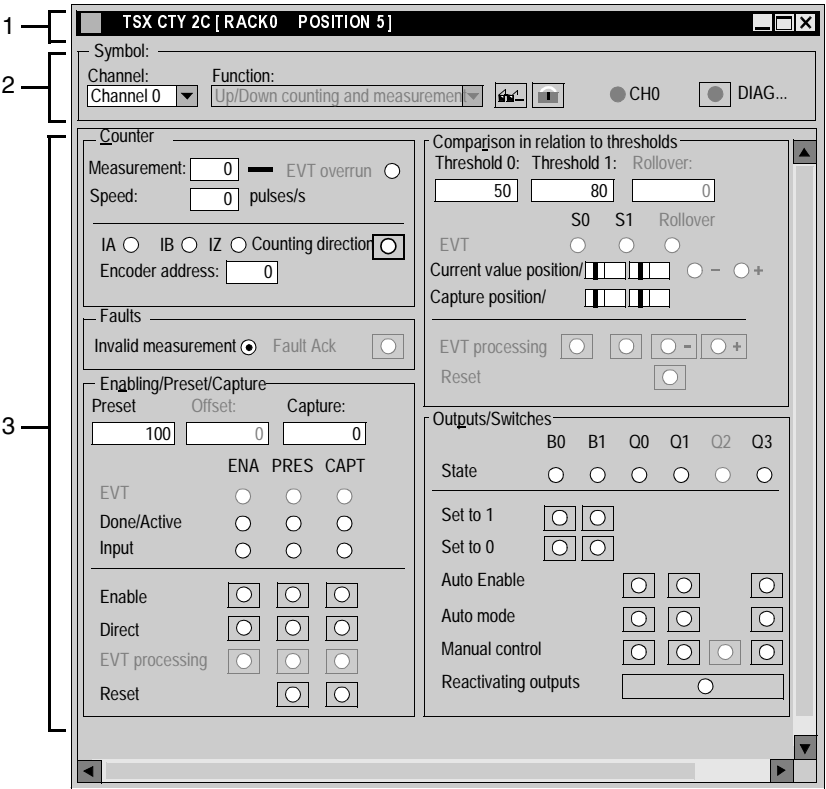 1
TSX CTY 2C [ RACK0 POSITION 5 ]
2
Symbol:
Channel: Function:
Channel 0 Up/Down counting and measurement CH0 DIAG...
3
Counter
Measurement: 0 EVT overrun
Speed: 0 pulses/s
IA IB IZ Counting direction
Encoder address: 0
Faults
Invalid measurement Fault Ack
Enabling/Preset/Capture
Preset Offset: Capture:
100 0 0
ENA PRES CAPT
EVT
Done/Active
Input
Enable
Direct
EVT processing
Reset
Comparison in relation to thresholds
Threshold 0: Threshold 1: Rollover:
50 80 0
S0 S1 Rollover
EVT
Current value position/ - +
Capture position/
EVT processing - +
Reset
Outputs/Switches
B0 B1 Q0 Q1 Q2 Q3
State
Set to 1
Set to 0
Auto Enable
Auto mode
Manual control
Reactivating outputs